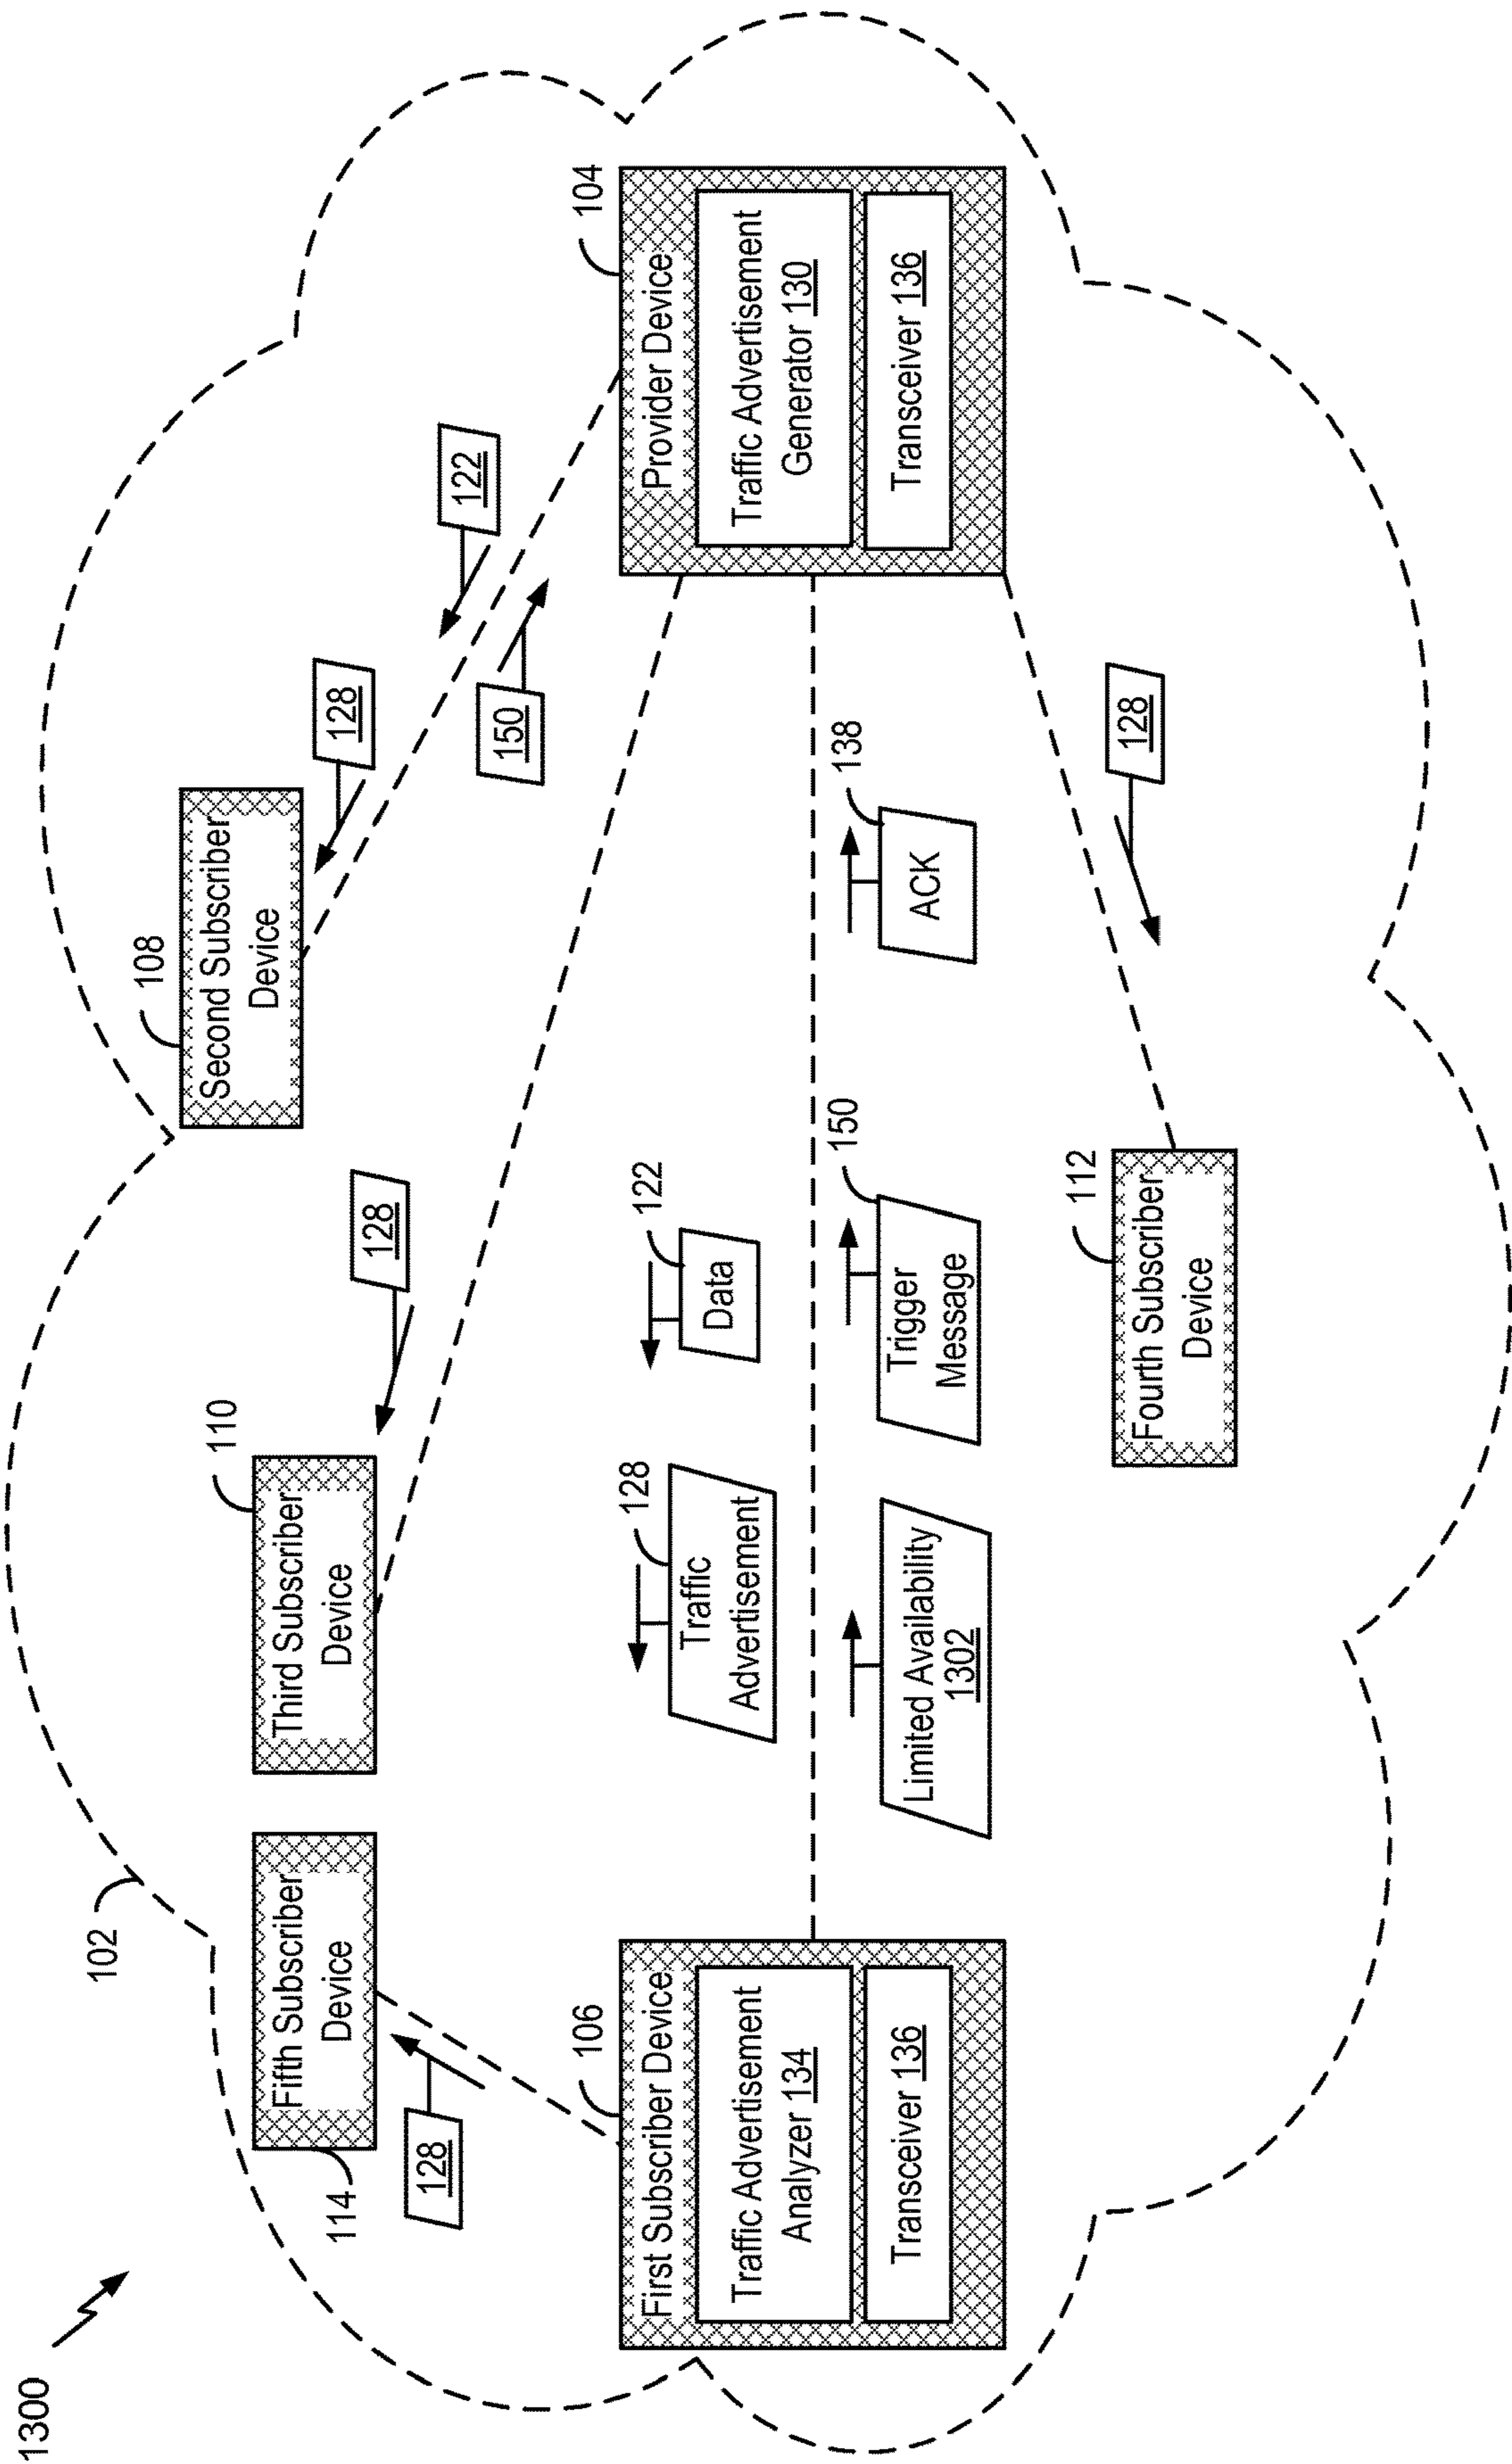 1300
102
114
Fifth Subscriber
Device
128
110
Third Subscriber
Device
128
108
Second Subscriber
Device
128
122
150
106
First Subscriber Device
Traffic Advertisement
Analyzer 134
Transceiver 136
128
Traffic
Advertisement
122
Data
Limited Availability
1302
150
Trigger
Message
138
ACK
104
Provider Device
Traffic Advertisement
Generator 130
Transceiver 136
112
Fourth Subscriber
Device
128